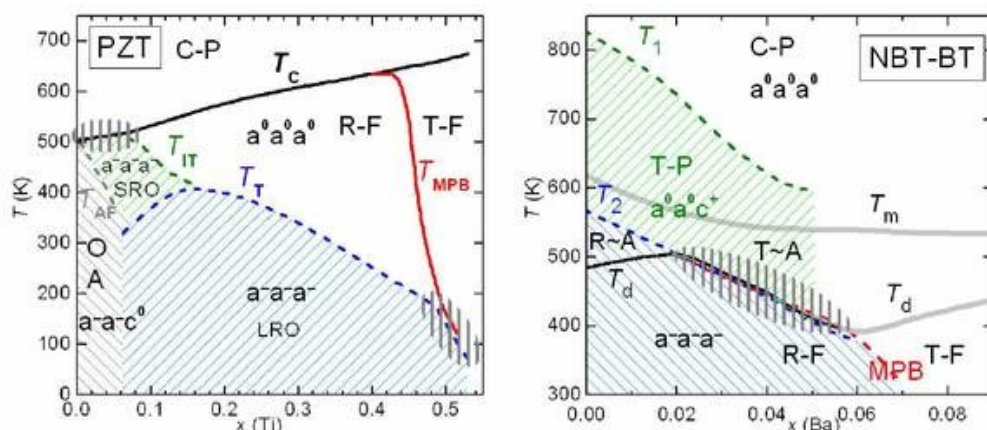 PZT
C-P
T_C
a⁰a⁰a⁰
R-F
T-F
T_MPB
a⁻a⁻a⁻
SRO
T_IT
T_T
T_AF
O
A
a⁻a⁻c⁰
a⁻a⁻a⁻
LRO
700
600
500
400
300
200
100
0
T (K)
0.0
0.1
0.2
0.3
0.4
0.5
x (Ti)
T₁
C-P
NBT-BT
a⁰a⁰a⁰
T-P
a⁰a⁰c⁺
T₂
T_m
R~A
T~A
T_d
T_d
a⁻a⁻a⁻
R-F
MPB
T-F
800
700
600
500
400
300
T (K)
0.00
0.02
0.04
0.06
0.08
x (Ba)